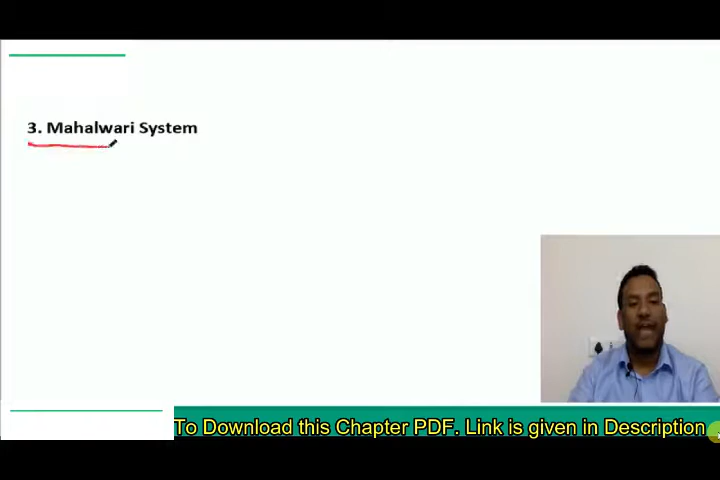 3. Mahalwari System
To Download this Chapter PDF. Link is given in Description